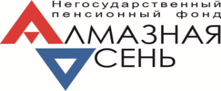 Негосударственный
пенсионный фонд
АЛМАЗНАЯ
ОСЕНЬ